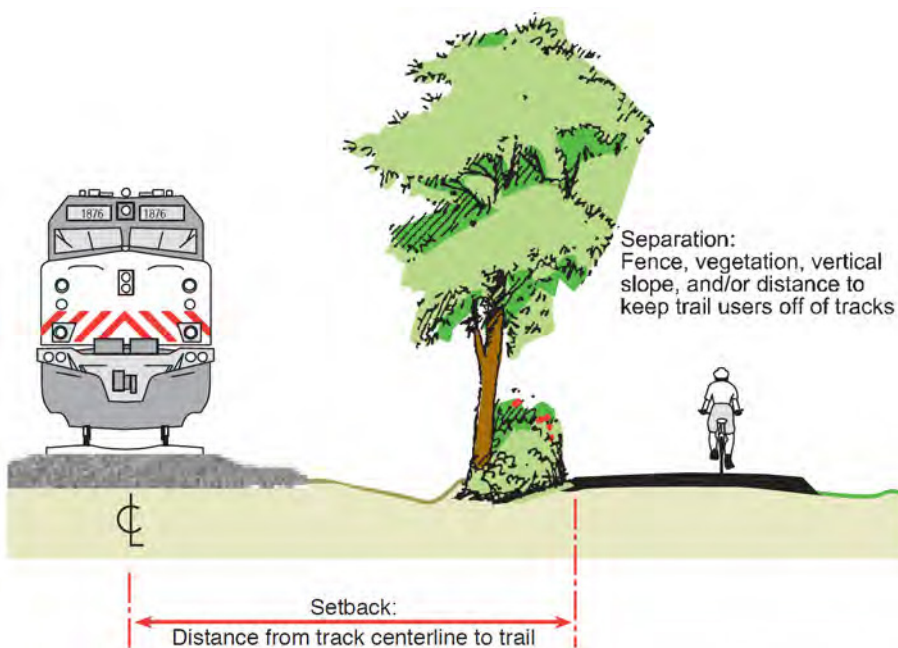 1876 1876
Separation:
Fence, vegetation, vertical
slope, and/or distance to
keep trail users off of tracks
CL
Setback:
Distance from track centerline to trail